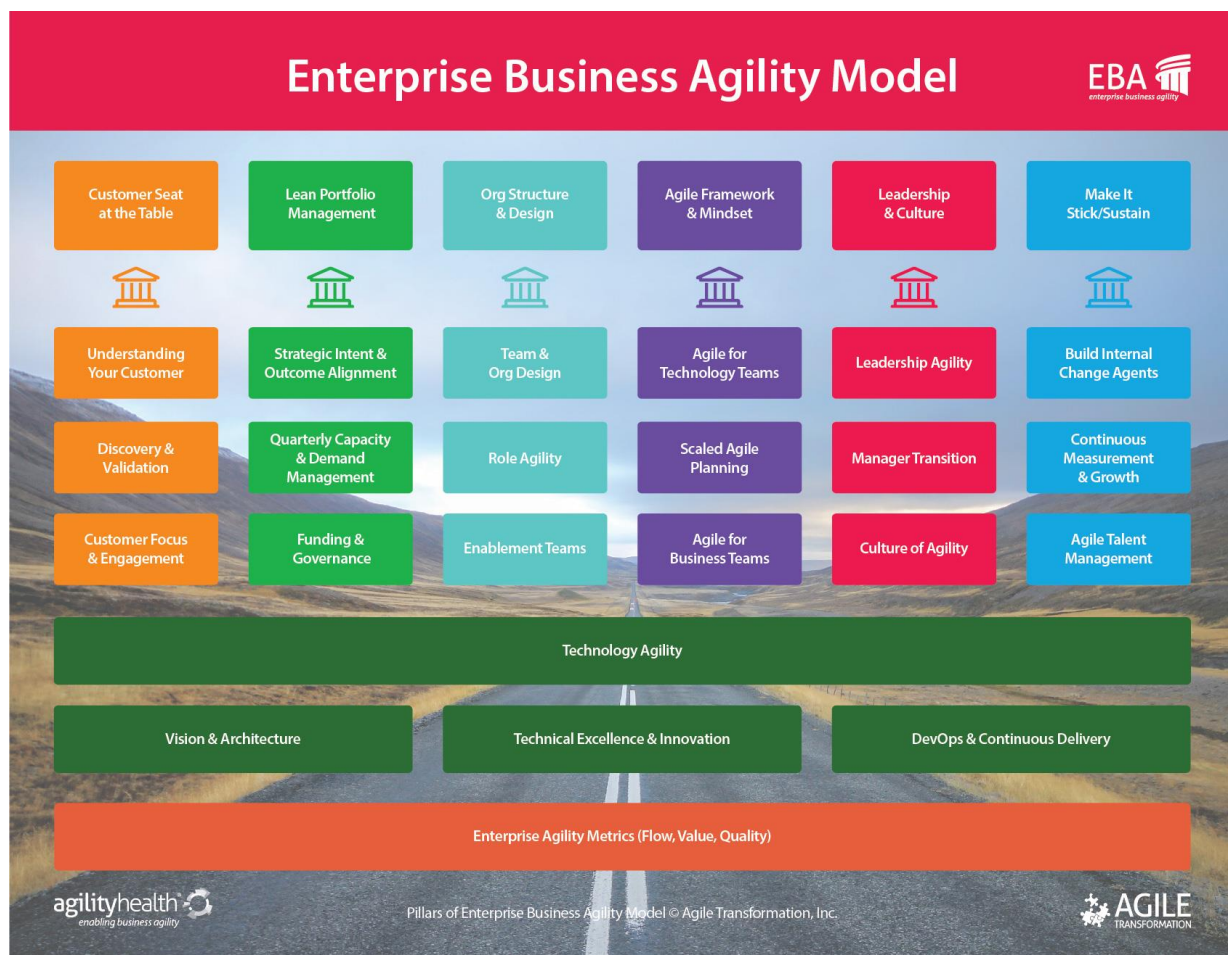 Enterprise Business Agility Model
EBA
enterprise business agility
Customer Seat
at the Table
Lean Portfolio
Management
Org Structure
& Design
Agile Framework
& Mindset
Leadership
& Culture
Make It
Stick/Sustain
Understanding
Your Customer
Strategic Intent &
Outcome Alignment
Team &
Org Design
Agile for
Technology Teams
Leadership Agility
Build Internal
Change Agents
Discovery &
Validation
Quarterly Capacity
& Demand
Management
Role Agility
Scaled Agile
Planning
Manager Transition
Continuous
Measurement
& Growth
Customer Focus
& Engagement
Funding &
Governance
Enablement Teams
Agile for
Business Teams
Culture of Agility
Agile Talent
Management
Technology Agility
Vision & Architecture
Technical Excellence & Innovation
DevOps & Continuous Delivery
Enterprise Agility Metrics (Flow, Value, Quality)
agilityhealth
enabling business agility
Pillars of Enterprise Business Agility Model © Agile Transformation, Inc.
AGILE
TRANSFORMATION